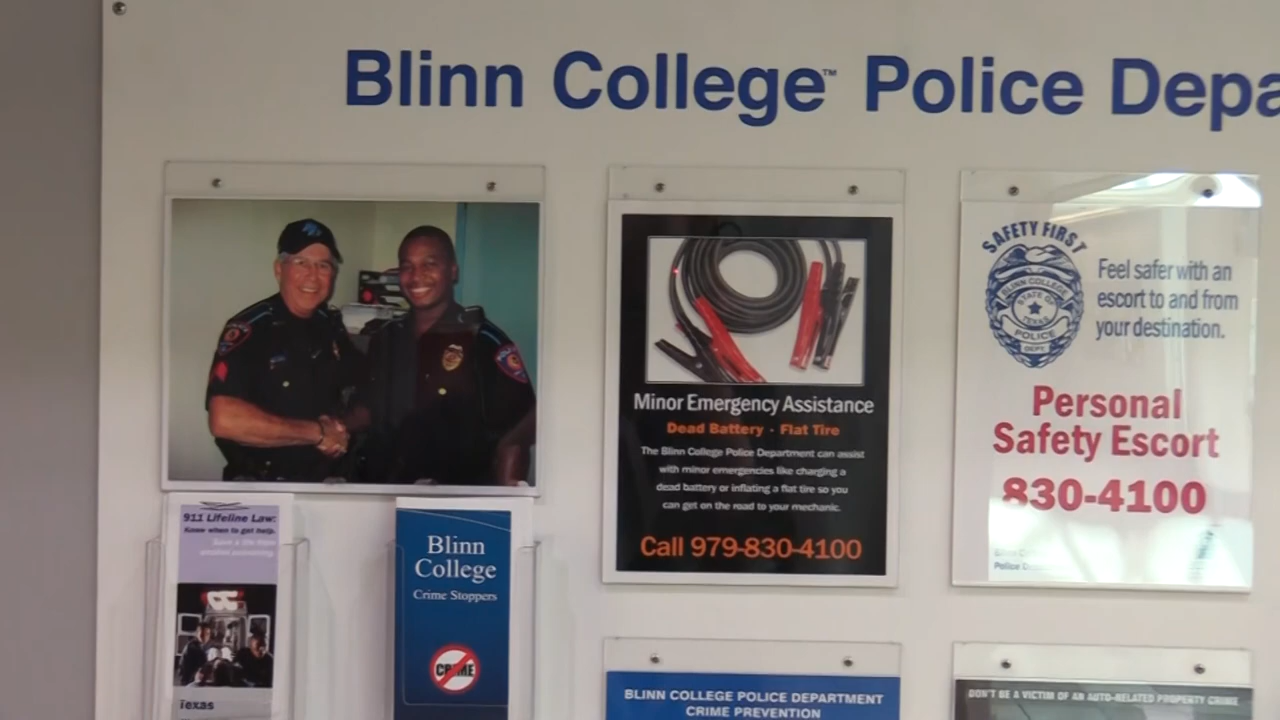 Blinn College™ Police Depa
Minor Emergency Assistance
Dead Battery · Flat Tire
The Blinn College Police Department can assist
with minor emergencies like charging a
dead battery or inflating a flat tire so you
can get on the road to your mechanic.
Call 979-830-4100
SAFETY FIRST
BLINN COLLEGE
STATE OF
TEXAS
POLICE
DEPT
Feel safer with an
escort to and from
your destination.
Personal
Safety Escort
830-4100
911 Lifeline Law:
Know when to get help.
Texas
Blinn
College
Crime Stoppers
CRIME
BLINN COLLEGE POLICE DEPARTMENT
CRIME PREVENTION
DON'T BE A VICTIM OF AN AUTO-RELATED PROPERTY CRIME